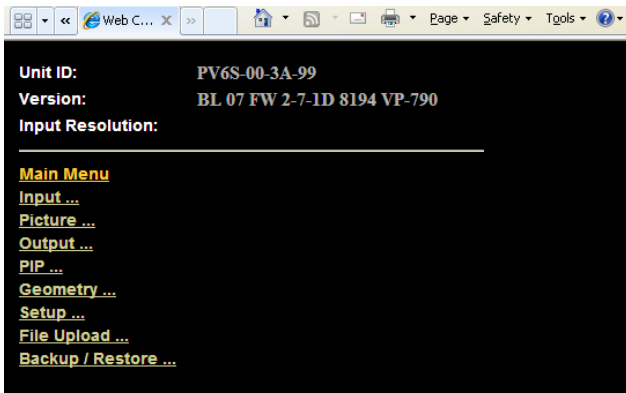 Web C...
Page
Safety
Tools
Unit ID: PV6S-00-3A-99
Version: BL 07 FW 2-7-1D 8194 VP-790
Input Resolution:
Main Menu
Input ...
Picture ...
Output ...
PIP ...
Geometry ...
Setup ...
File Upload ...
Backup / Restore ...